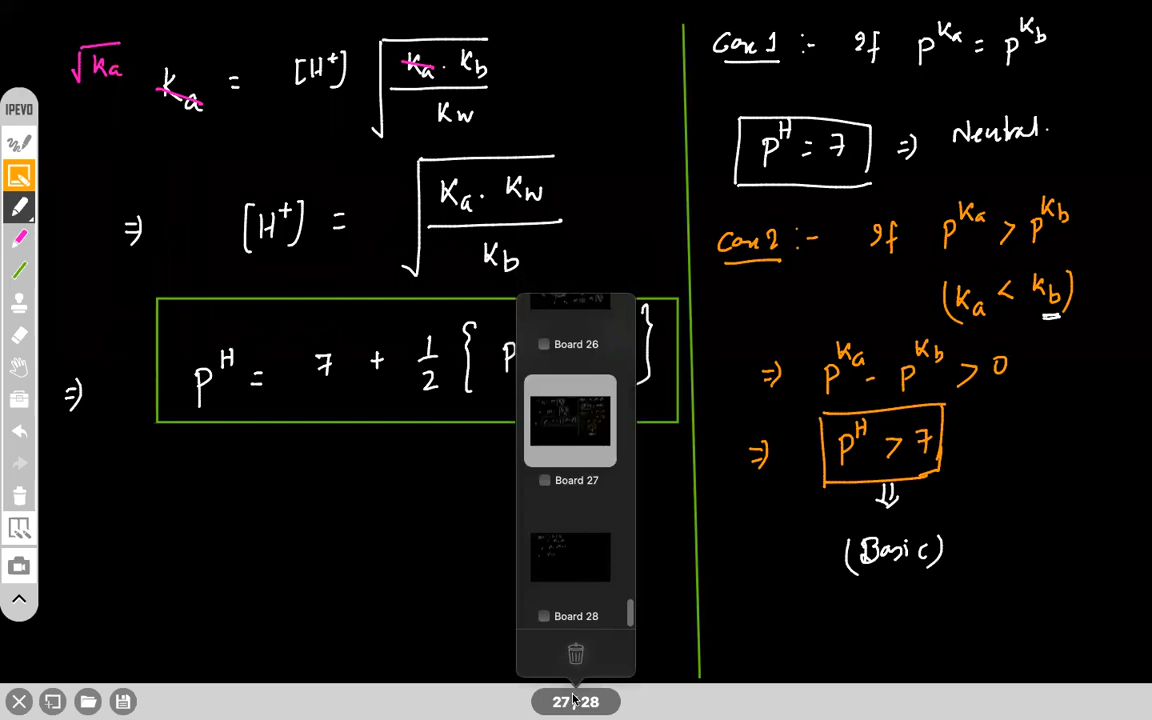 √Ka Ka = [H⁺] √(Ka · Kb / Kw)
⇒ [H⁺] = √(Ka · Kw / Kb)
⇒ pH = 7 + 1/2 { p }
Case 1 :- If pKa = pKb
pH = 7 ⇒ Neutral.
Case 2 :- If pKa > pKb
(Ka < Kb)
⇒ pKa - pKb > 0
⇒ pH > 7
⇓
(Basic)
IPEVO
Board 26
Board 27
Board 28
27/28